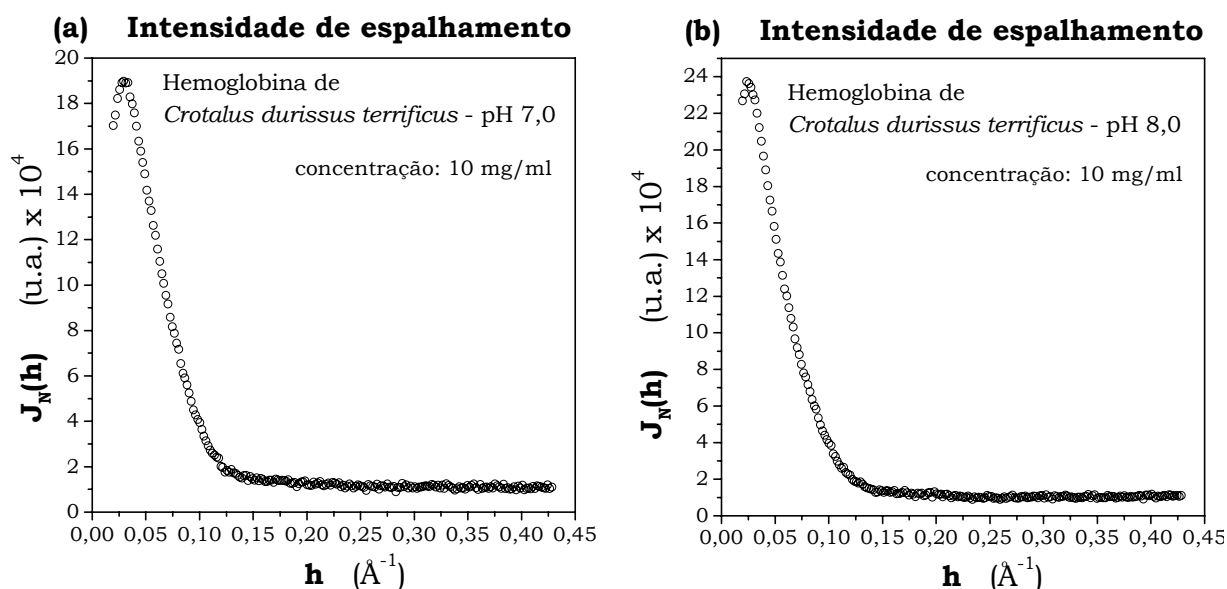 (a) Intensidade de espalhamento
Hemoglobina de
Crotalus durissus terrificus - pH 7,0
concentração: 10 mg/ml
J_N(h) (u.a.) x 10^4
20
18
16
14
12
10
8
6
4
2
0
0,00 0,05 0,10 0,15 0,20 0,25 0,30 0,35 0,40 0,45
h (Å^-1)
(b) Intensidade de espalhamento
Hemoglobina de
Crotalus durissus terrificus - pH 8,0
concentração: 10 mg/ml
J_N(h) (u.a.) x 10^4
24
22
20
18
16
14
12
10
8
6
4
2
0
0,00 0,05 0,10 0,15 0,20 0,25 0,30 0,35 0,40 0,45
h (Å^-1)